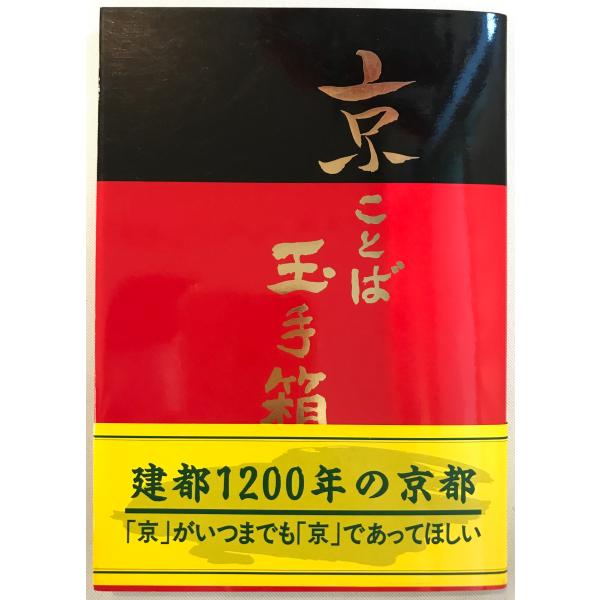 京ことば
玉手箱
建都1200年の京都
「京」がいつまでも「京」であってほしい